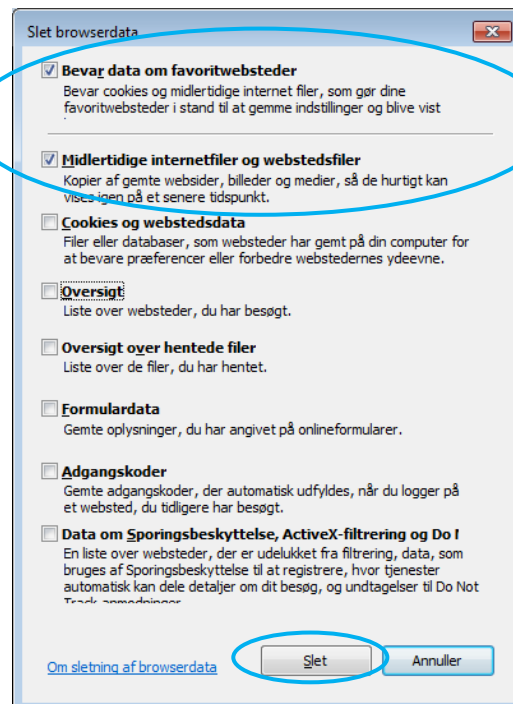 Slet browserdata
Bevar data om favoritwebsteder
Bevar cookies og midlertidige internet filer, som gør dine
favoritwebsteder i stand til at gemme indstillinger og blive vist
Midlertidige internetfiler og webstedsfiler
Kopier af gemte websider, billeder og medier, så de hurtigt kan
vises igen på et senere tidspunkt.
Cookies og webstedsdata
Filer eller databaser, som websteder har gemt på din computer for
at bevare præferencer eller forbedre webstedernes ydeevne.
Oversigt
Liste over websteder, du har besøgt.
Oversigt over hentede filer
Liste over de filer, du har hentet.
Formulardata
Gemte oplysninger, du har angivet på onlineformularer.
Adgangskoder
Gemte adgangskoder, der automatisk udfyldes, når du logger på
et websted, du tidligere har besøgt.
Data om Sporingsbeskyttelse, ActiveX-filtrering og Do
En liste over websteder, der er udelukket fra filtrering, data, som
bruges af Sporingsbeskyttelse til at registrere, hvor tjenester
automatisk kan dele detaljer om dit besøg, og undtagelser til Do Not
Track-anmodninger
Om sletning af browserdata
Slet
Annuller